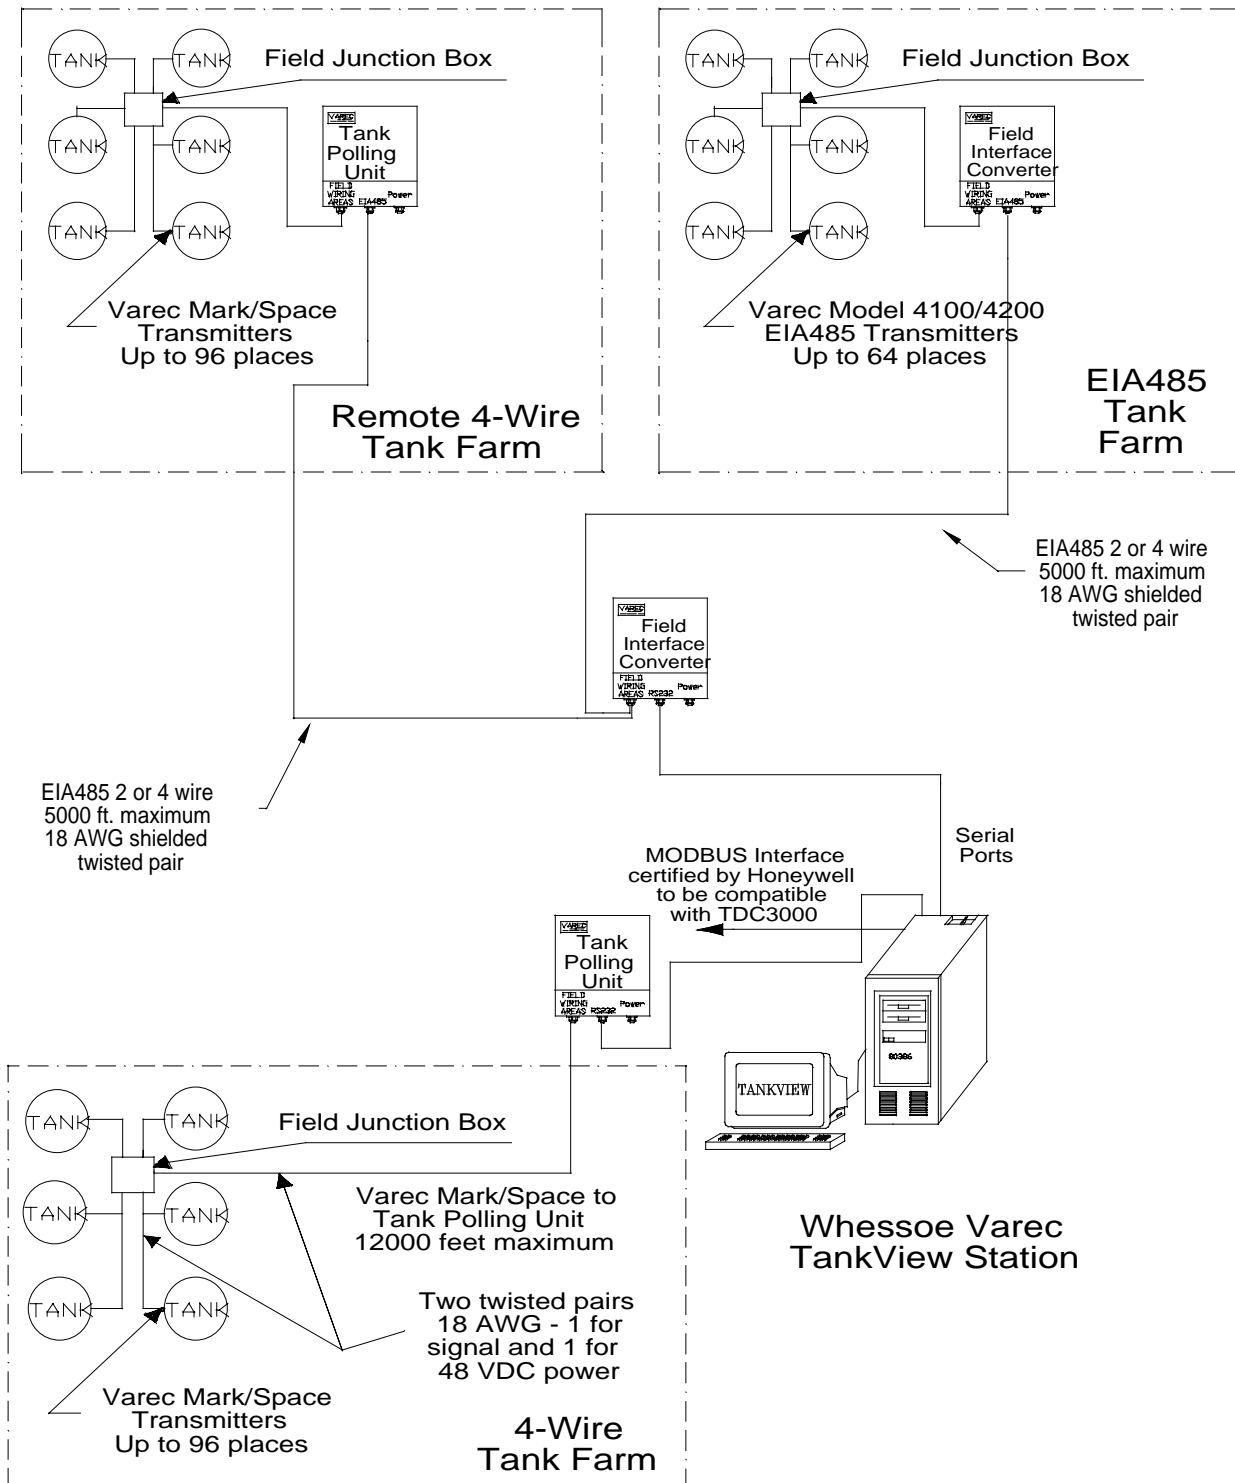 TANK
TANK
Field Junction Box
TANK
TANK
VAREC
Tank
Polling
Unit
FIELD
WIRING
AREAS EIA485 Power
TANK
TANK
Varec Mark/Space
Transmitters
Up to 96 places
Remote 4-Wire
Tank Farm
TANK
TANK
Field Junction Box
TANK
TANK
VAREC
Field
Interface
Converter
FIELD
WIRING
AREAS EIA485 Power
TANK
TANK
Varec Model 4100/4200
EIA485 Transmitters
Up to 64 places
EIA485
Tank
Farm
EIA485 2 or 4 wire
5000 ft. maximum
18 AWG shielded
twisted pair
VAREC
Field
Interface
Converter
FIELD
WIRING
AREAS RS232 Power
EIA485 2 or 4 wire
5000 ft. maximum
18 AWG shielded
twisted pair
Serial
Ports
MODBUS Interface
certified by Honeywell
to be compatible
with TDC3000
VAREC
Tank
Polling
Unit
FIELD
WIRING
AREAS RS232 Power
80386
TANKVIEW
Whessoe Varec
TankView Station
TANK
TANK
Field Junction Box
TANK
TANK
Varec Mark/Space to
Tank Polling Unit
12000 feet maximum
TANK
TANK
Two twisted pairs
18 AWG - 1 for
signal and 1 for
48 VDC power
Varec Mark/Space
Transmitters
Up to 96 places
4-Wire
Tank Farm